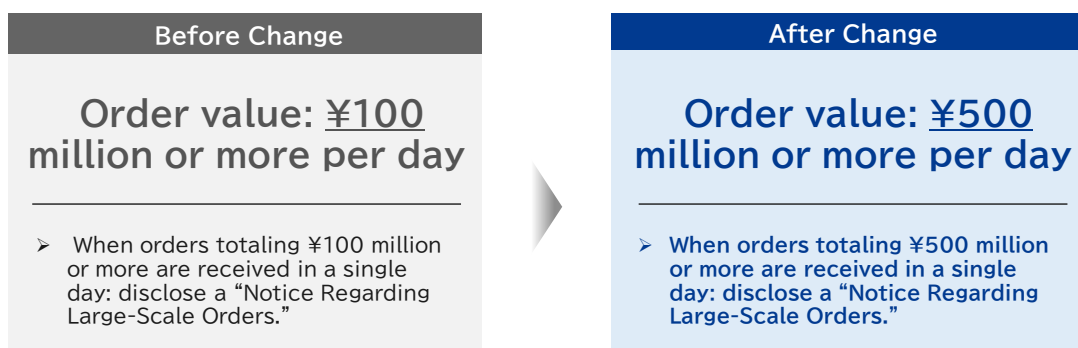 Before Change
Order value: ¥100
million or more per day
➢ When orders totaling ¥100 million
or more are received in a single
day: disclose a “Notice Regarding
Large-Scale Orders.”
After Change
Order value: ¥500
million or more per day
➢ When orders totaling ¥500 million
or more are received in a single
day: disclose a “Notice Regarding
Large-Scale Orders.”